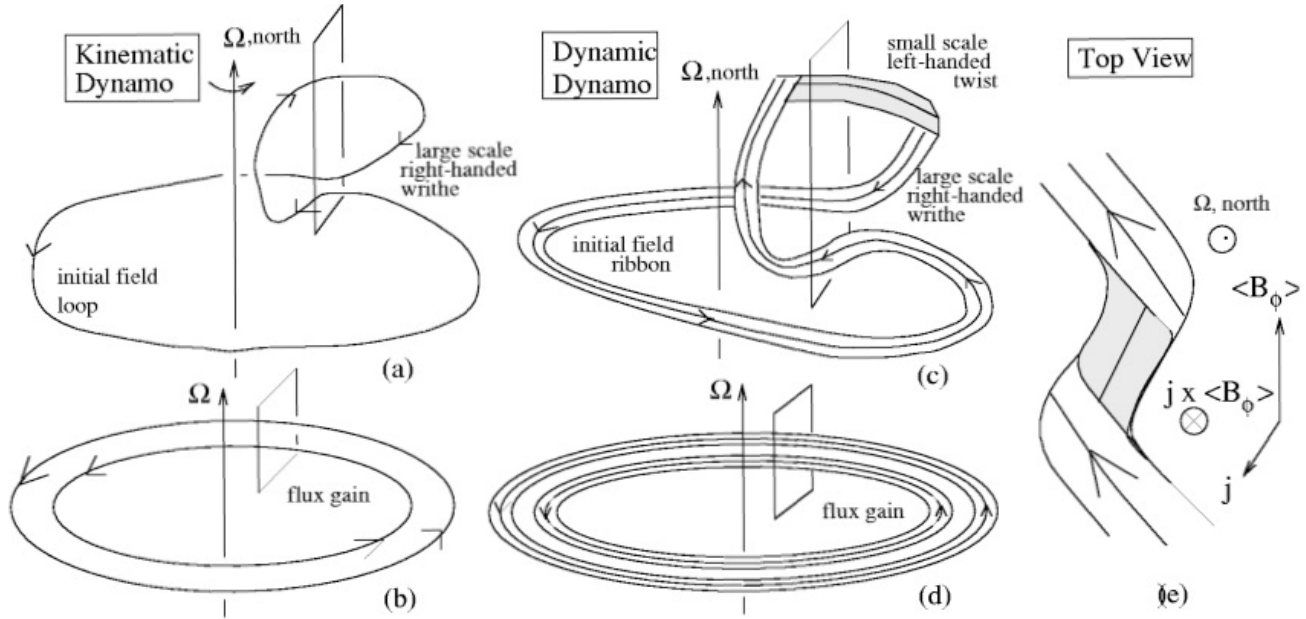 Kinematic
Dynamo
Ω,north
large scale
right-handed
writhe
initial field
loop
(a)
Ω
flux gain
(b)
Dynamic
Dynamo
Ω,north
small scale
left-handed
twist
large scale
right-handed
writhe
initial field
ribbon
(c)
Ω
flux gain
(d)
Top View
Ω, north
<B_ϕ>
j x <B_ϕ>
j
(e)